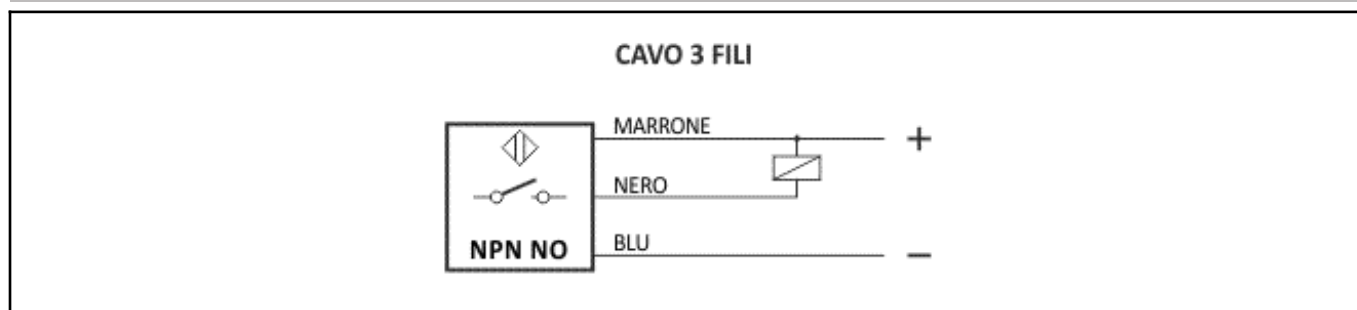 CAVO 3 FILI
MARRONE
+
NERO
NPN NO
BLU
−